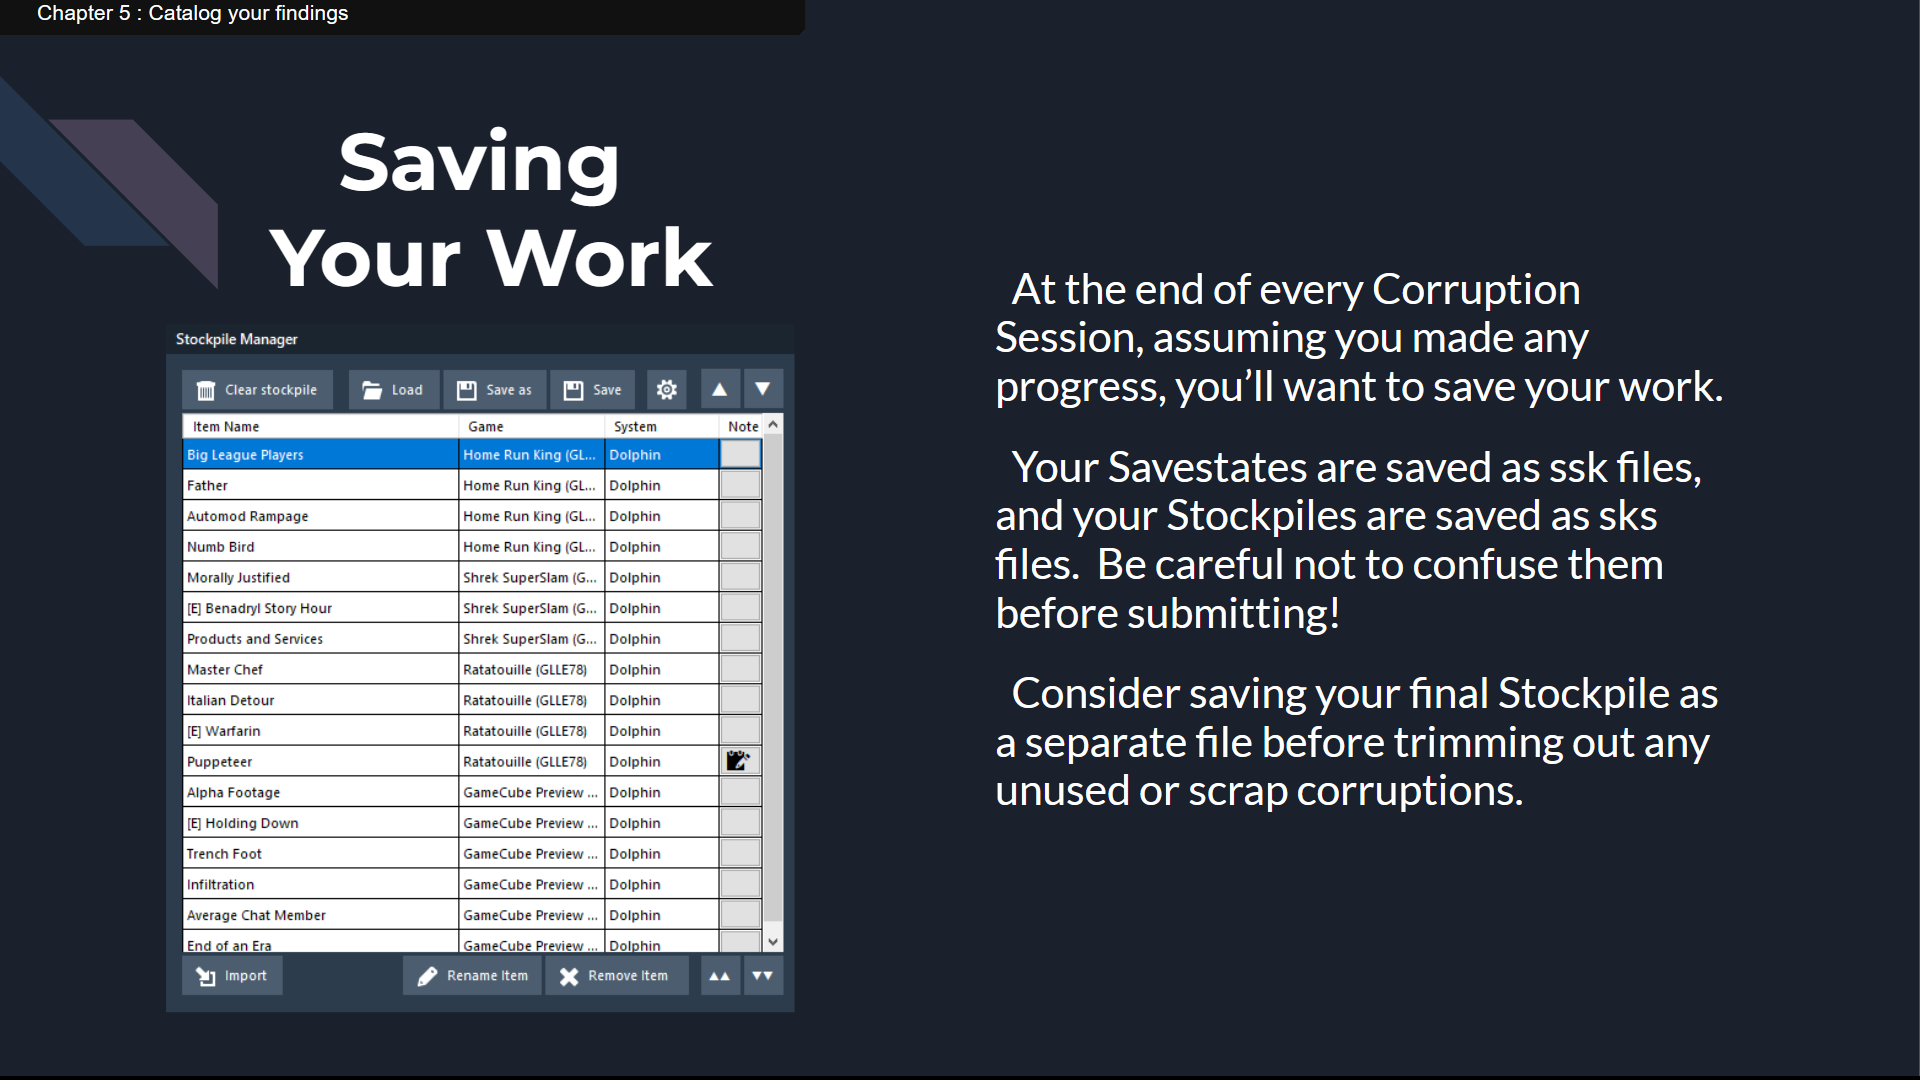 Chapter 5 : Catalog your findings
Saving
Your Work
Stockpile Manager
Clear stockpile Load Save as Save
Item Name Game System Note
Big League Players Home Run King (GL... Dolphin
Father Home Run King (GL... Dolphin
Automod Rampage Home Run King (GL... Dolphin
Numb Bird Home Run King (GL... Dolphin
Morally Justified Shrek SuperSlam (G... Dolphin
[E] Benadryl Story Hour Shrek SuperSlam (G... Dolphin
Products and Services Shrek SuperSlam (G... Dolphin
Master Chef Ratatouille (GLLE78) Dolphin
Italian Detour Ratatouille (GLLE78) Dolphin
[E] Warfarin Ratatouille (GLLE78) Dolphin
Puppeteer Ratatouille (GLLE78) Dolphin
Alpha Footage GameCube Preview ... Dolphin
[E] Holding Down GameCube Preview ... Dolphin
Trench Foot GameCube Preview ... Dolphin
Infiltration GameCube Preview ... Dolphin
Average Chat Member GameCube Preview ... Dolphin
End of an Era GameCube Preview ... Dolphin
Import Rename Item Remove Item
At the end of every Corruption
Session, assuming you made any
progress, you’ll want to save your work.
Your Savestates are saved as ssk files,
and your Stockpiles are saved as sks
files. Be careful not to confuse them
before submitting!
Consider saving your final Stockpile as
a separate file before trimming out any
unused or scrap corruptions.